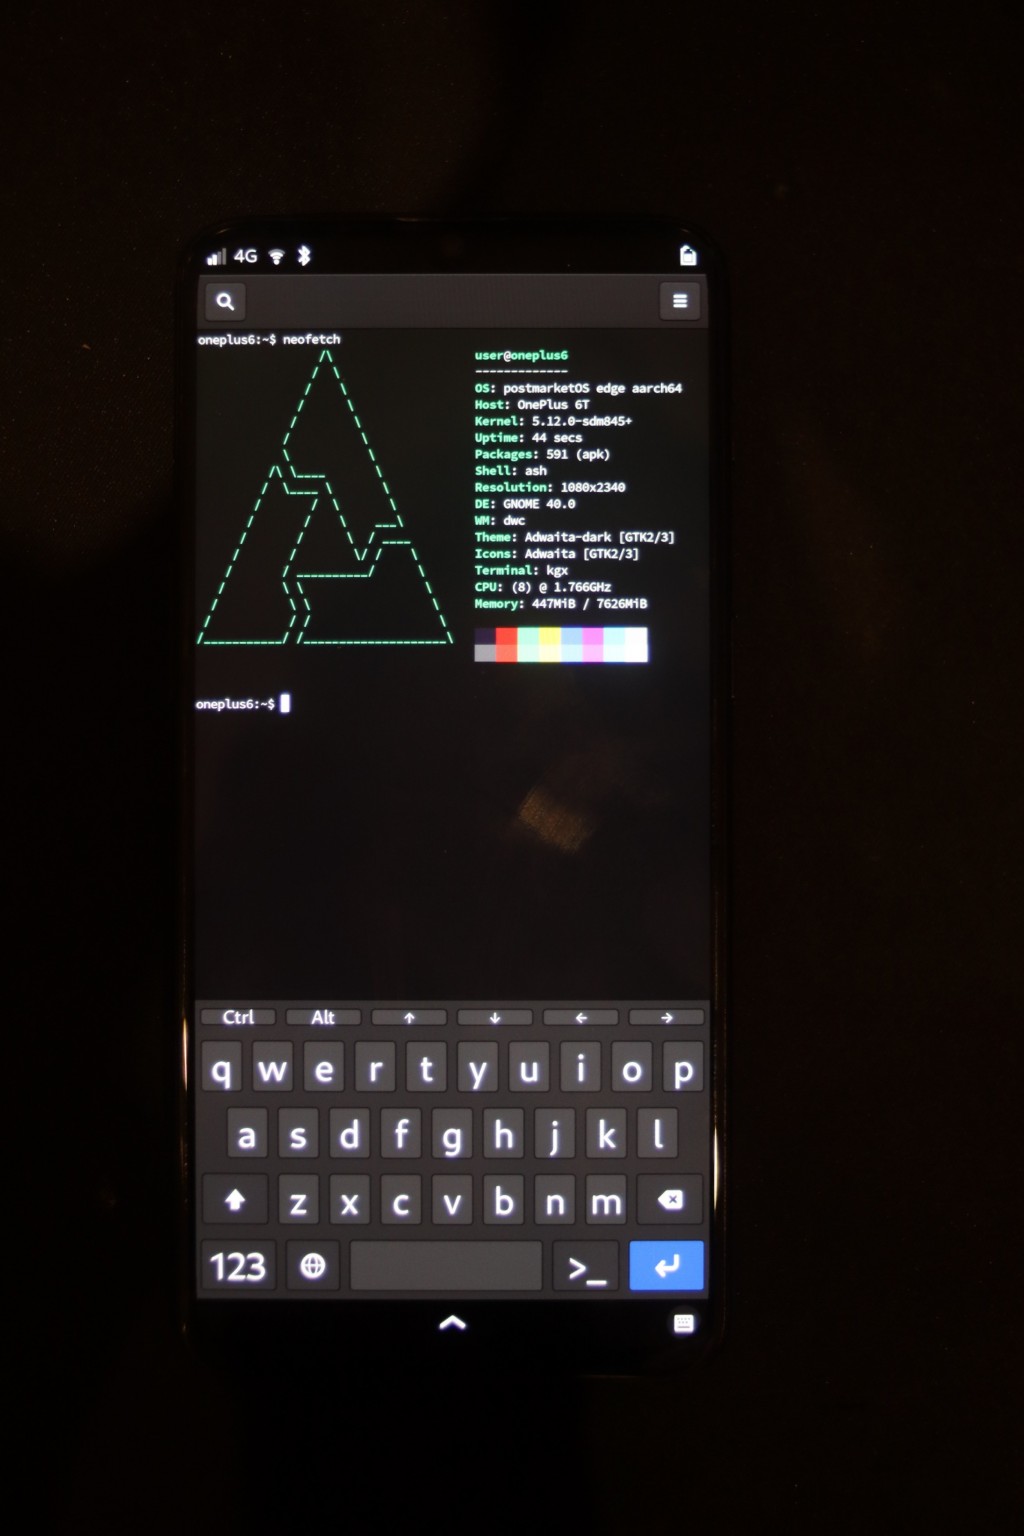 4G
oneplus6:~$ neofetch
user@oneplus6
-------------
OS: postmarketOS edge aarch64
Host: OnePlus 6T
Kernel: 5.12.0-sdm845+
Uptime: 44 secs
Packages: 591 (apk)
Shell: ash
Resolution: 1080x2340
DE: GNOME 40.0
WM: dwc
Theme: Adwaita-dark [GTK2/3]
Icons: Adwaita [GTK2/3]
Terminal: kgx
CPU: (8) @ 1.766GHz
Memory: 447MiB / 7626MiB
oneplus6:~$
Ctrl Alt ↑ ↓ ← →
q w e r t y u i o p
a s d f g h j k l
z x c v b n m
123 >_